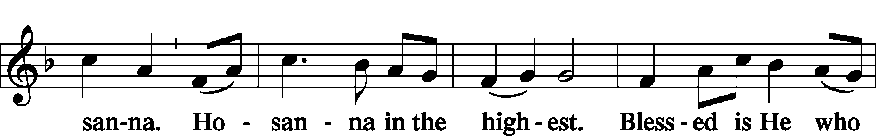 san-na. Ho - san - na in the high - est. Bless - ed is He who